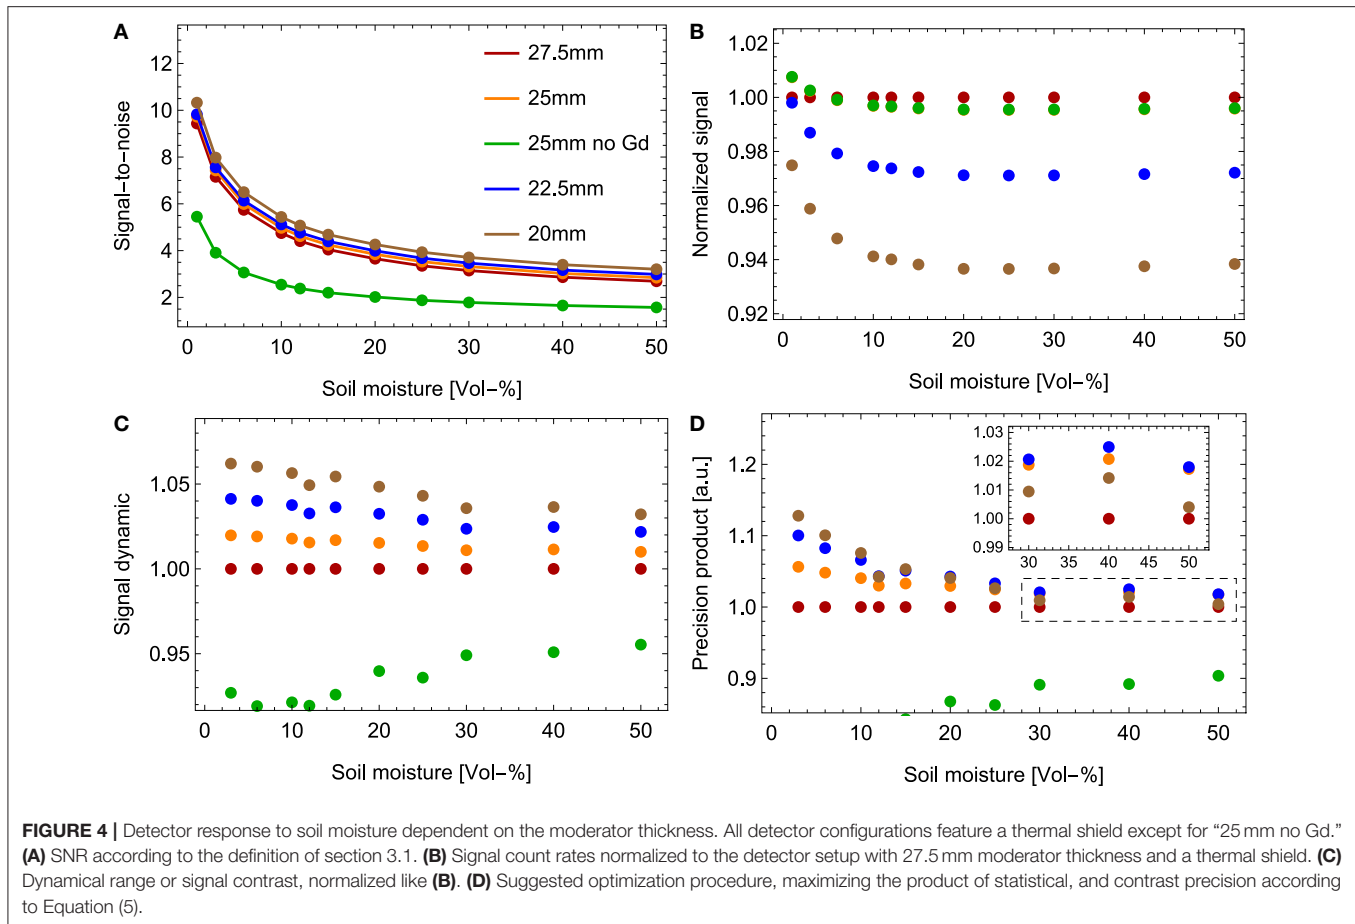 A
Signal-to-noise
12
10
8
6
4
2
0 10 20 30 40 50
Soil moisture [Vol-%]
27.5mm
25mm
25mm no Gd
22.5mm
20mm
B
Normalized signal
1.02
1.00
0.98
0.96
0.94
0.92
0 10 20 30 40 50
Soil moisture [Vol-%]
C
Signal dynamic
1.05
1.00
0.95
0 10 20 30 40 50
Soil moisture [Vol-%]
D
Precision product [a.u.]
1.2
1.1
1.0
0.9
0 10 20 30 40 50
Soil moisture [Vol-%]
1.03
1.02
1.01
1.00
0.99
30 35 40 45 50
FIGURE 4 | Detector response to soil moisture dependent on the moderator thickness. All detector configurations feature a thermal shield except for “25 mm no Gd.”
(A) SNR according to the definition of section 3.1. (B) Signal count rates normalized to the detector setup with 27.5 mm moderator thickness and a thermal shield. (C)
Dynamical range or signal contrast, normalized like (B). (D) Suggested optimization procedure, maximizing the product of statistical, and contrast precision according
to Equation (5).